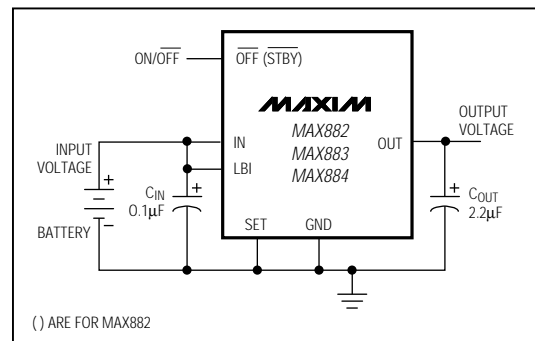 ON/OFF
OFF (STBY)
MAXIM
MAX882
MAX883
MAX884
IN
LBI
OUT
SET
GND
INPUT
VOLTAGE
BATTERY
+
−
CIN
0.1µF
+
OUTPUT
VOLTAGE
+
COUT
2.2µF
( ) ARE FOR MAX882